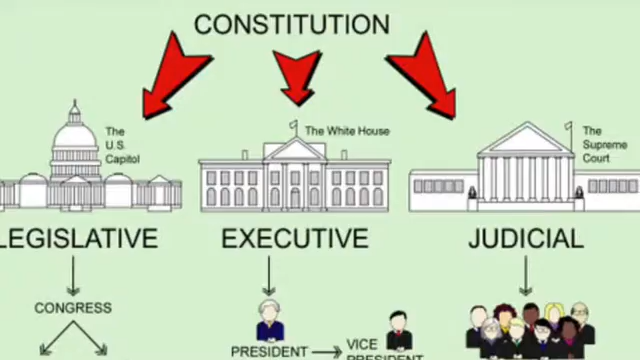 CONSTITUTION
The
U.S.
Capitol
The White House
The
Supreme
Court
LEGISLATIVE
EXECUTIVE
JUDICIAL
CONGRESS
PRESIDENT
VICE
PRESIDENT